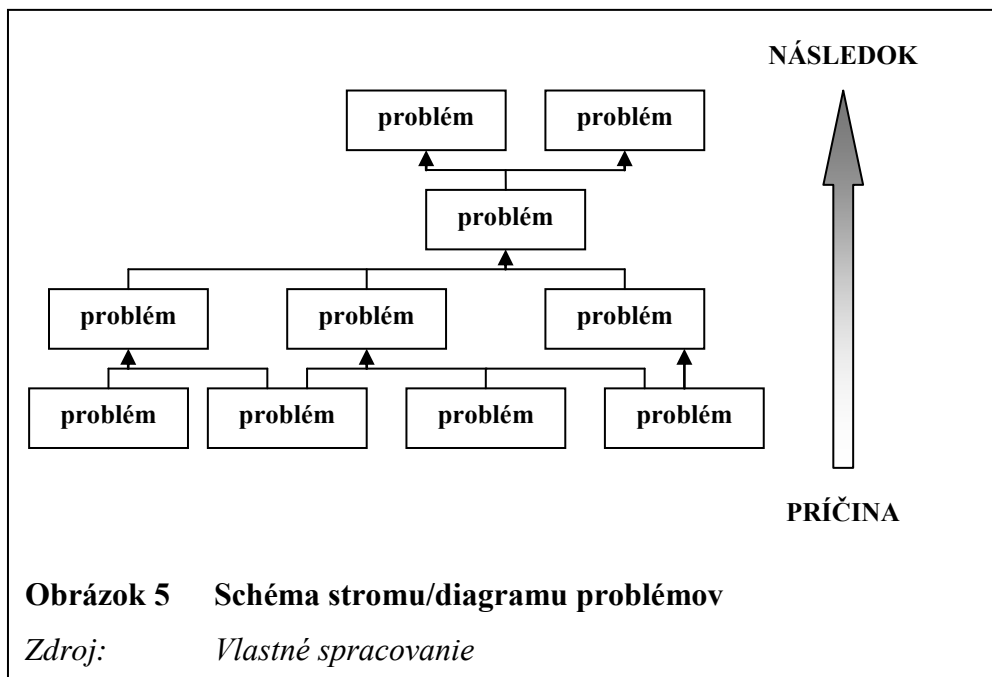 NÁSLEDOK
problém problém
problém
problém problém problém
problém problém problém problém
PRÍČINA
Obrázok 5 Schéma stromu/diagramu problémov
Zdroj: Vlastné spracovanie